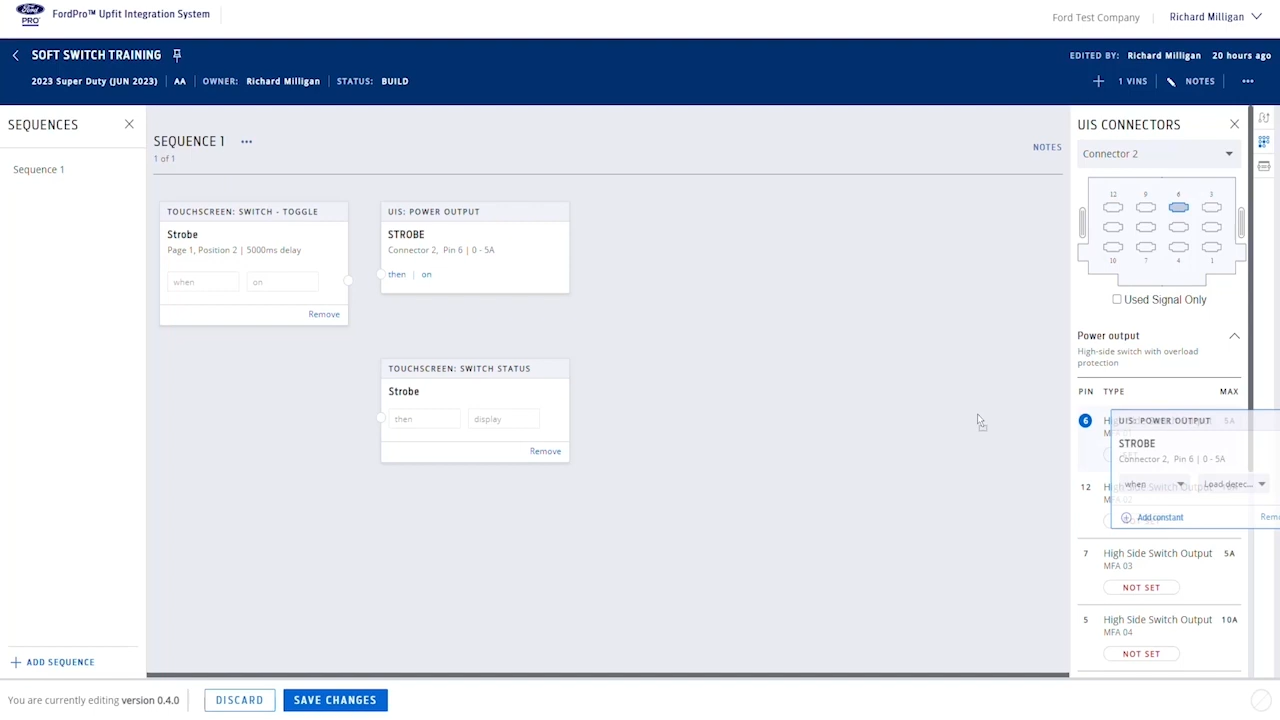 Ford
PRO
FordPro™ Upfit Integration System
Ford Test Company
Richard Milligan
SOFT SWITCH TRAINING
EDITED BY: Richard Milligan 20 hours ago
2023 Super Duty (JUN 2023) AA OWNER: Richard Milligan STATUS: BUILD
1 VINS
NOTES
SEQUENCES
Sequence 1
ADD SEQUENCE
SEQUENCE 1
1 of 1
NOTES
TOUCHSCREEN: SWITCH - TOGGLE
Strobe
Page 1, Position 2 | 5000ms delay
when on
Remove
UIS: POWER OUTPUT
STROBE
Connector 2, Pin 6 | 0 - 5A
then | on
TOUCHSCREEN: SWITCH STATUS
Strobe
then display
Remove
UIS CONNECTORS
Connector 2
12 9 6 3
10 7 4 1
Used Signal Only
Power output
High-side switch with overload
protection
PIN TYPE MAX
6 5A
UIS: POWER OUTPUT
STROBE
Connector 2, Pin 6 | 0 - 5A
when Load detec...
Add constant
12 High Side Switch Output
7 High Side Switch Output 5A
MFA 03
NOT SET
5 High Side Switch Output 10A
MFA 04
NOT SET
You are currently editing version 0.4.0
DISCARD
SAVE CHANGES